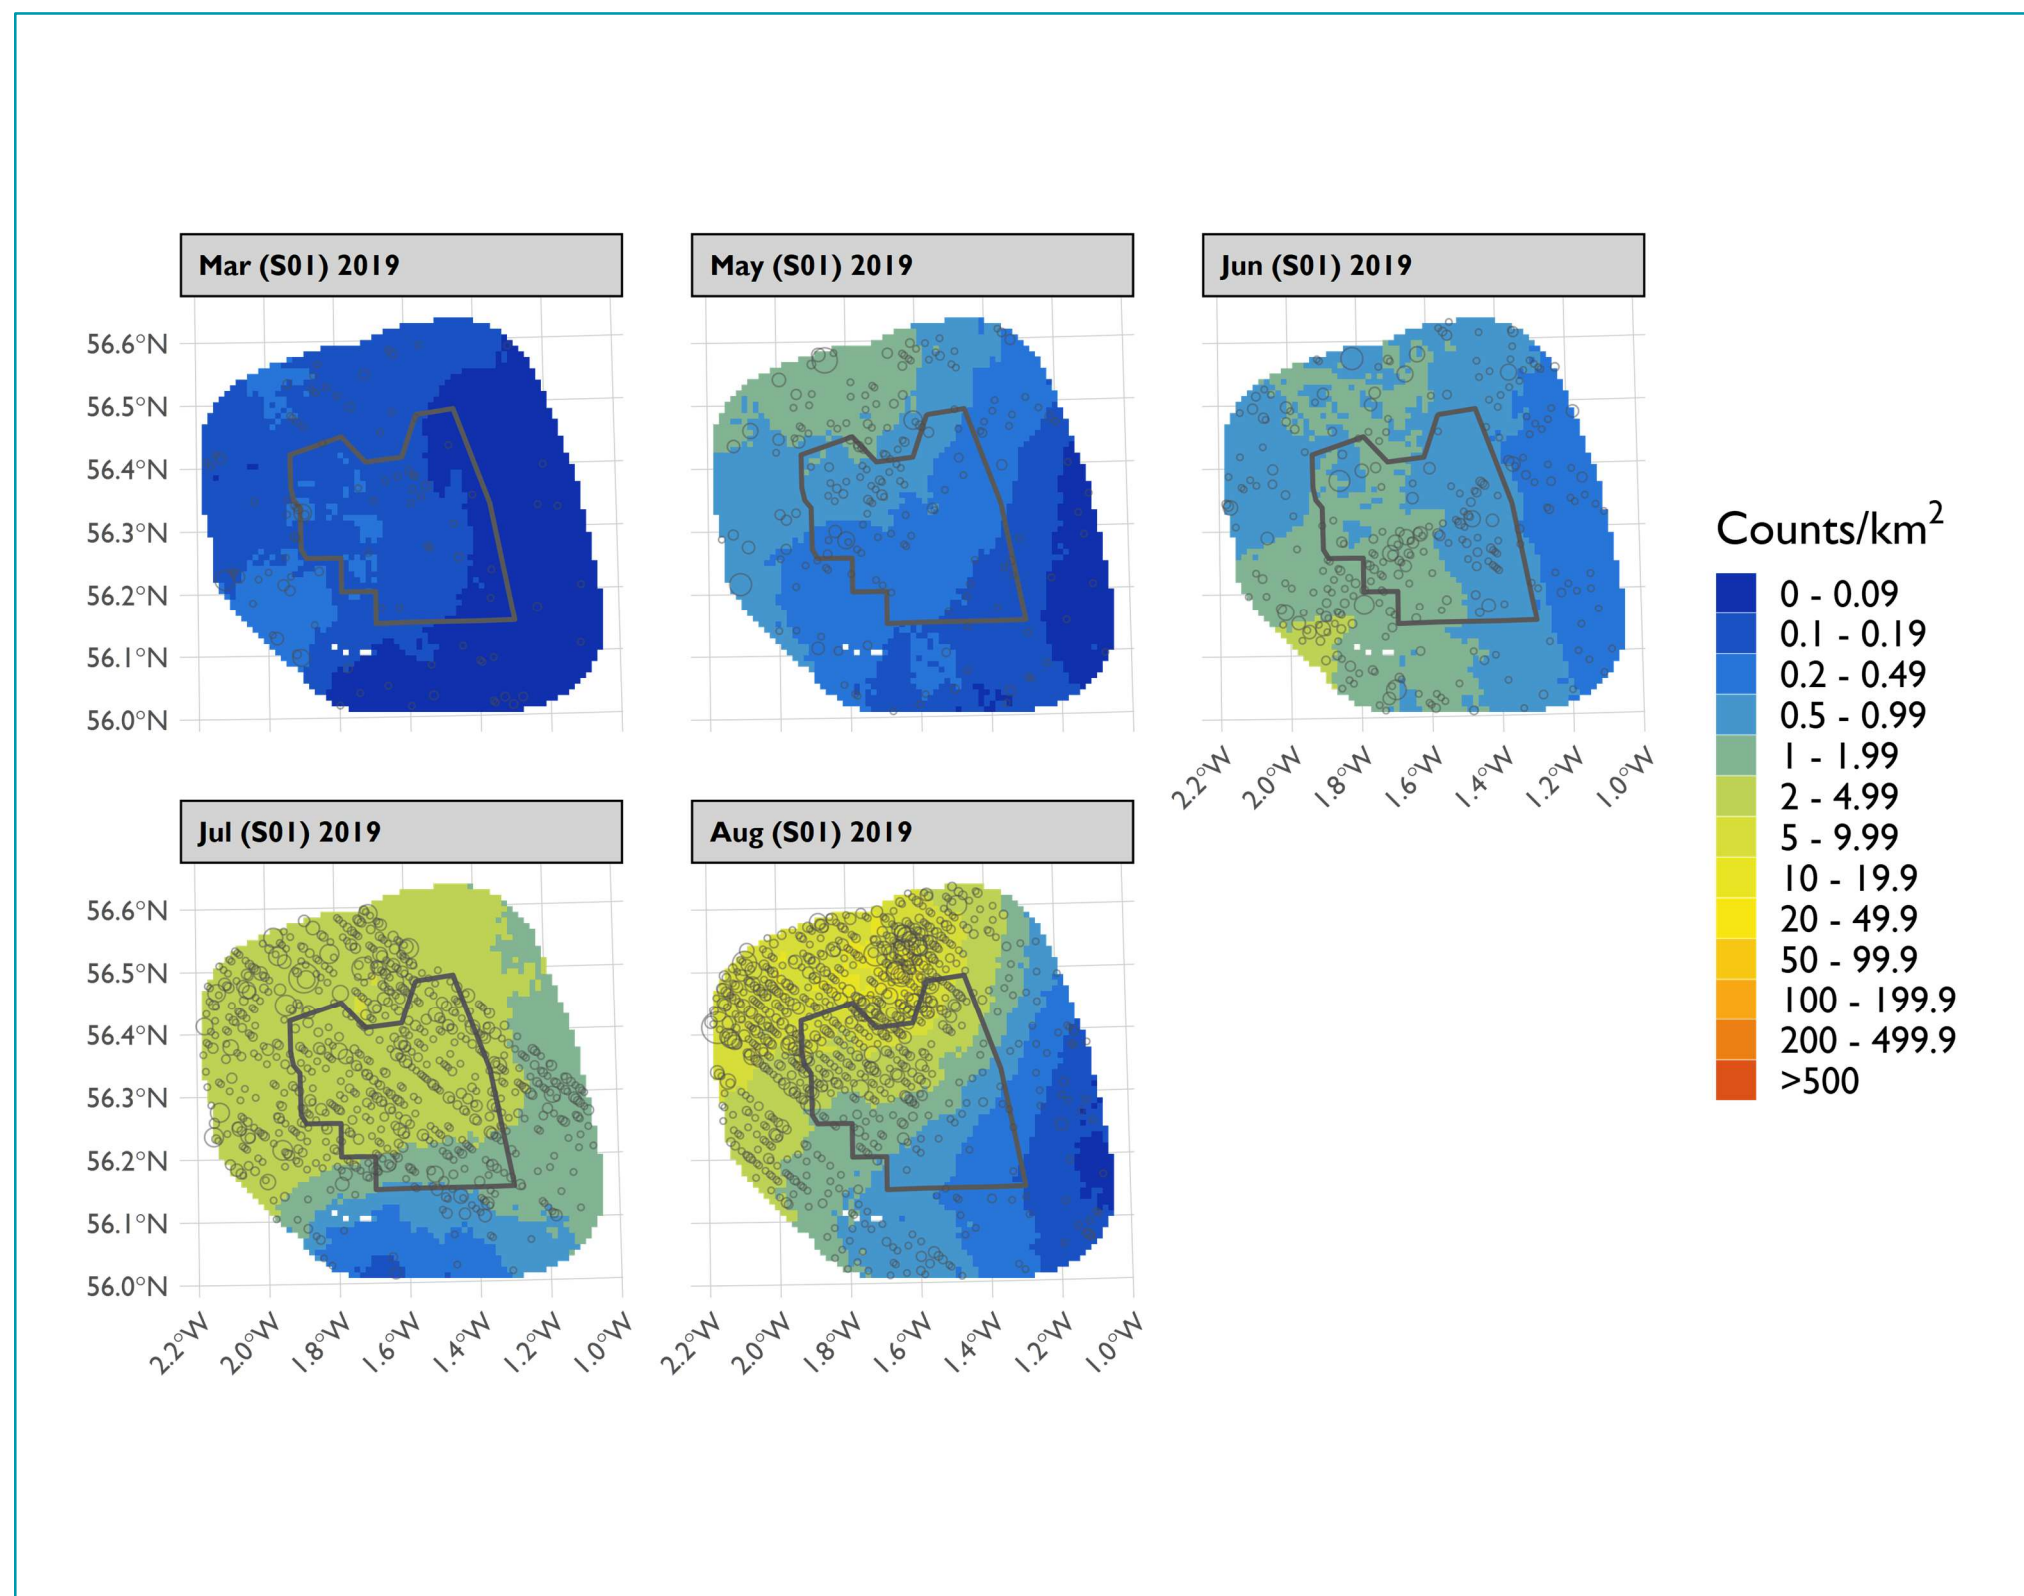 Mar (S01) 2019
May (S01) 2019
Jun (S01) 2019
56.6°N
56.5°N
56.4°N
56.3°N
56.2°N
56.1°N
56.0°N
2.2°W
2.0°W
1.8°W
1.6°W
1.4°W
1.2°W
1.0°W
Jul (S01) 2019
Aug (S01) 2019
56.6°N
56.5°N
56.4°N
56.3°N
56.2°N
56.1°N
56.0°N
2.2°W
2.0°W
1.8°W
1.6°W
1.4°W
1.2°W
1.0°W
2.2°W
2.0°W
1.8°W
1.6°W
1.4°W
1.2°W
1.0°W
Counts/km²
0 - 0.09
0.1 - 0.19
0.2 - 0.49
0.5 - 0.99
1 - 1.99
2 - 4.99
5 - 9.99
10 - 19.9
20 - 49.9
50 - 99.9
100 - 199.9
200 - 499.9
>500